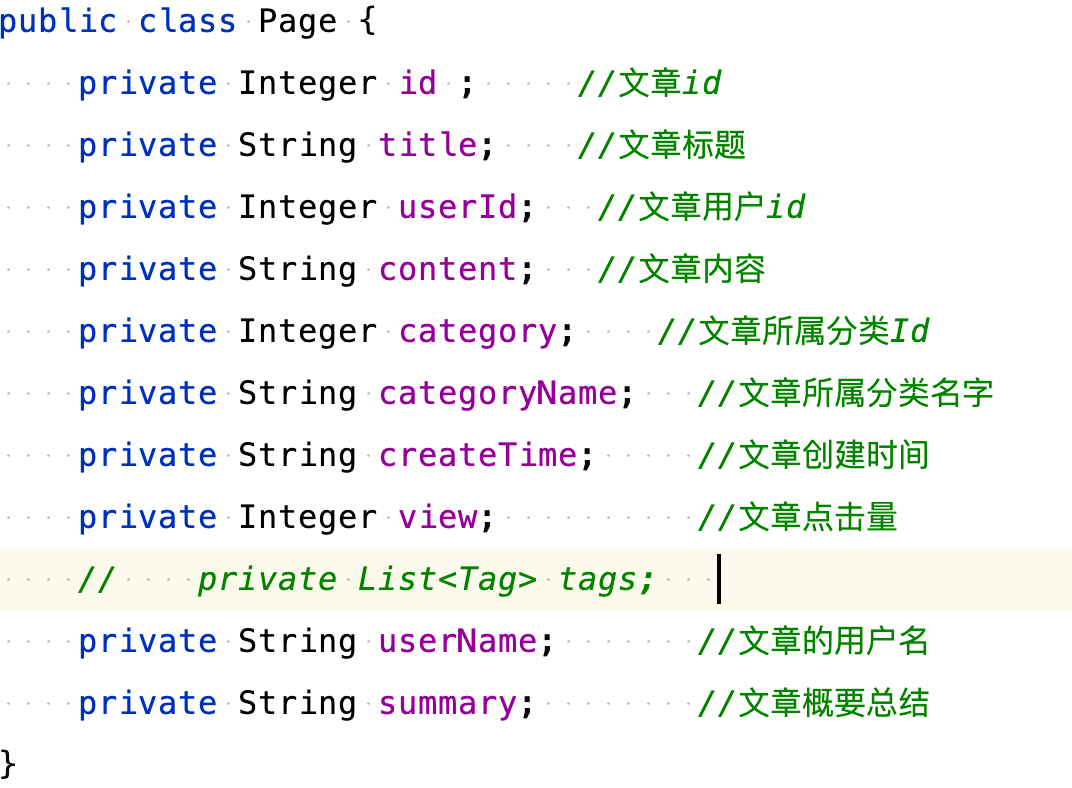 public class Page {
    private Integer id ;     //文章id
    private String title;    //文章标题
    private Integer userId;   //文章用户id
    private String content;   //文章内容
    private Integer category;    //文章所属分类Id
    private String categoryName;   //文章所属分类名字
    private String createTime;     //文章创建时间
    private Integer view;          //文章点击量
    //    private List<Tag> tags;
    private String userName;       //文章的用户名
    private String summary;        //文章概要总结
}